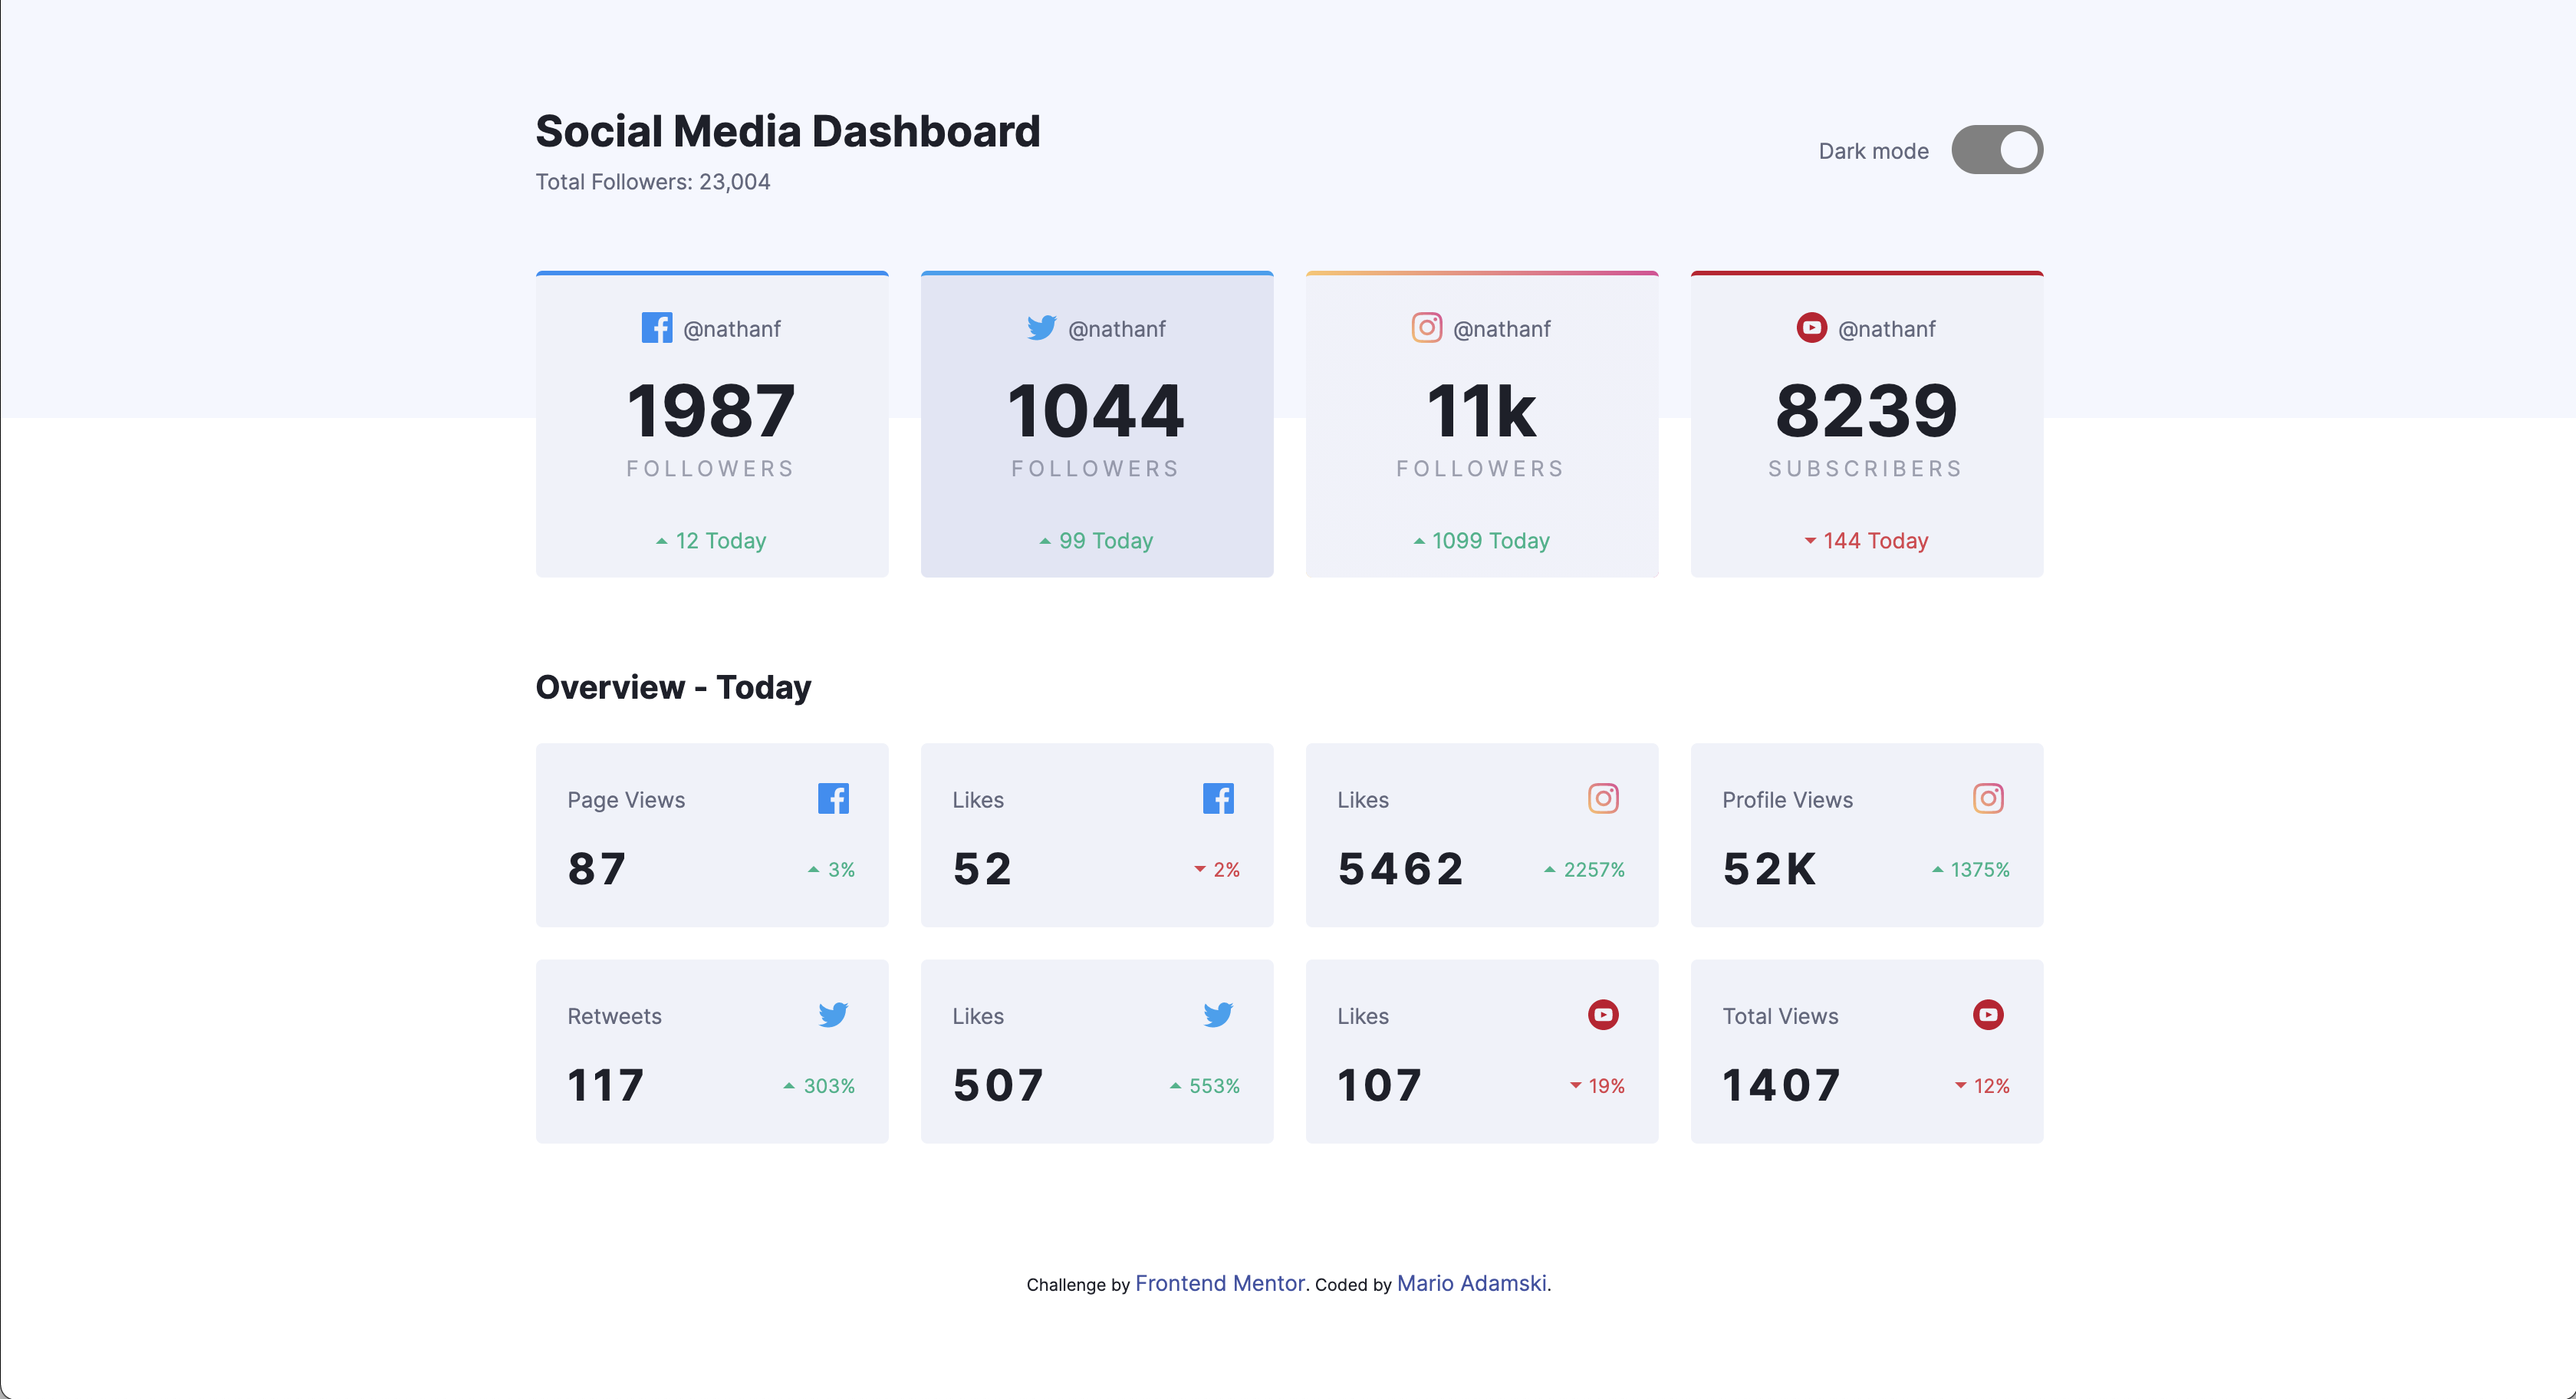 Social Media Dashboard
Total Followers: 23,004
Dark mode
@nathanf
1987
FOLLOWERS
12 Today
@nathanf
1044
FOLLOWERS
99 Today
@nathanf
11k
FOLLOWERS
1099 Today
@nathanf
8239
SUBSCRIBERS
144 Today
Overview - Today
Page Views
87
3%
Likes
52
2%
Likes
5462
2257%
Profile Views
52K
1375%
Retweets
117
303%
Likes
507
553%
Likes
107
19%
Total Views
1407
12%
Challenge by Frontend Mentor. Coded by Mario Adamski.